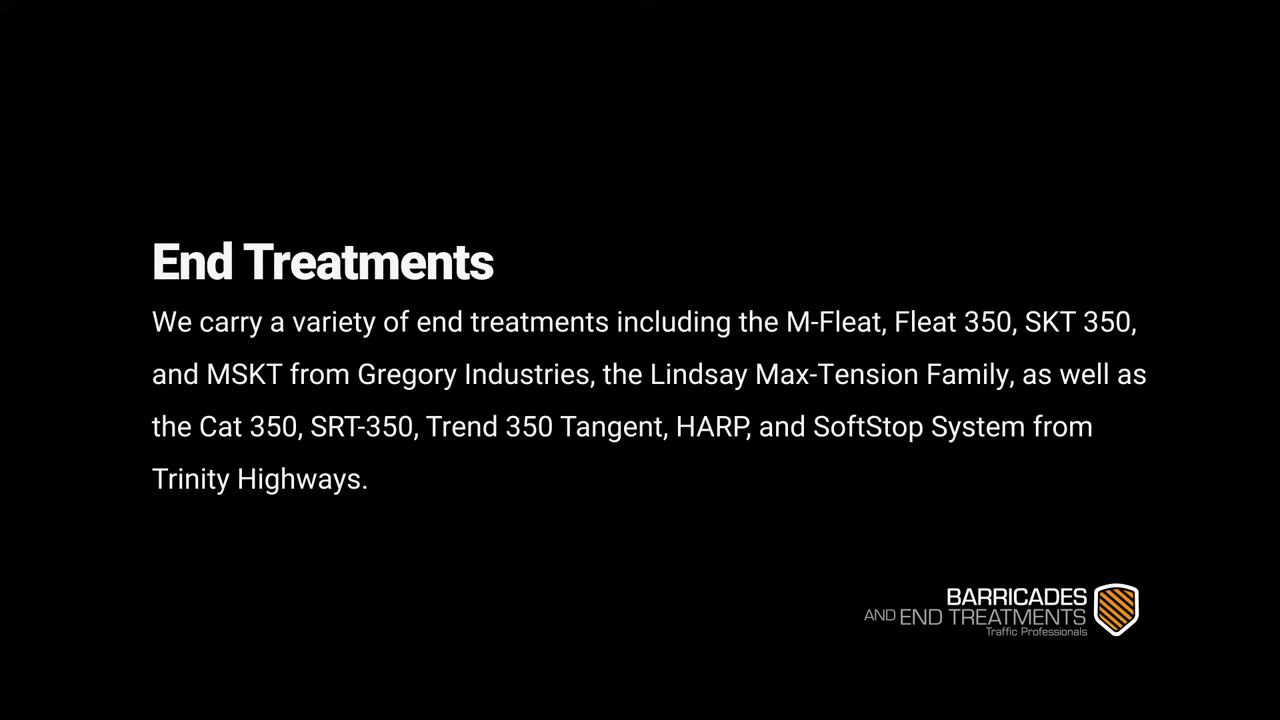 End Treatments
We carry a variety of end treatments including the M-Fleat, Fleat 350, SKT 350,
and MSKT from Gregory Industries, the Lindsay Max-Tension Family, as well as
the Cat 350, SRT-350, Trend 350 Tangent, HARP, and SoftStop System from
Trinity Highways.
BARRICADES
AND END TREATMENTS
Traffic Professionals